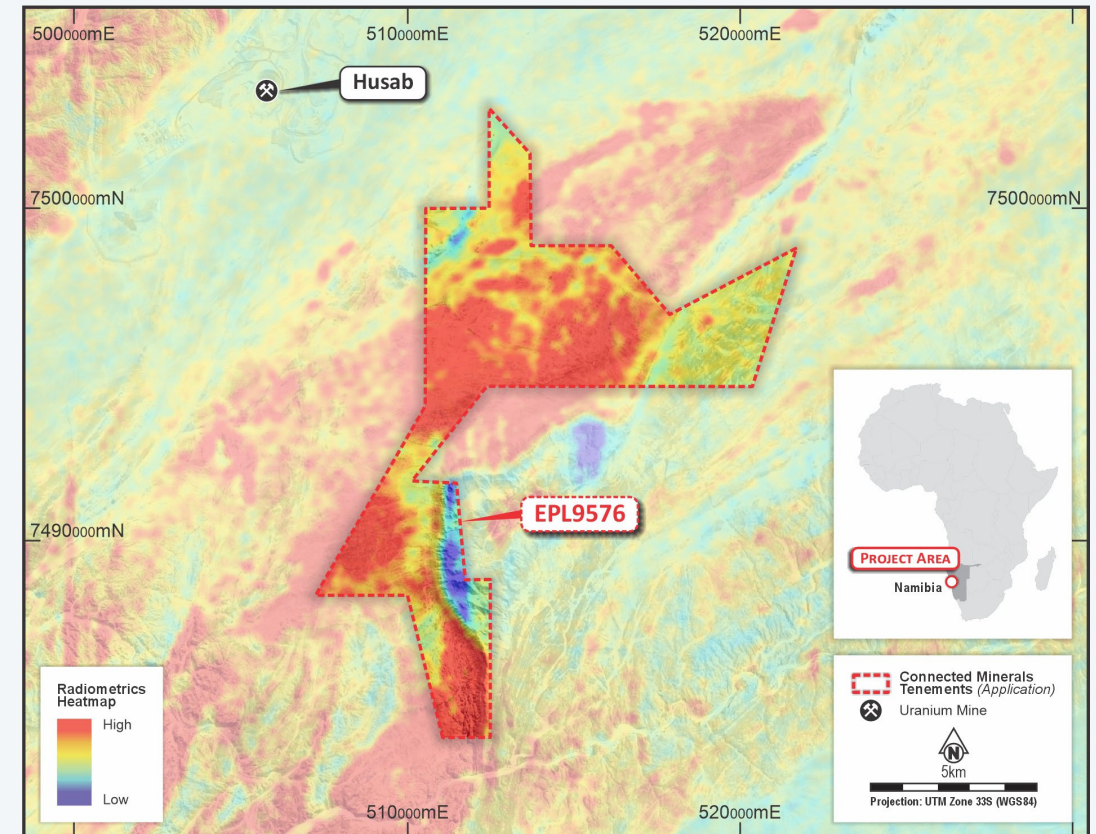 500000mE
510000mE
520000mE
Husab
7500000mN
7500000mN
EPL9576
7490000mN
PROJECT AREA
Namibia
Radiometrics
Heatmap
High
Low
Connected Minerals
Tenements (Application)
Uranium Mine
N
5km
Projection: UTM Zone 33S (WGS84)
510000mE
520000mE